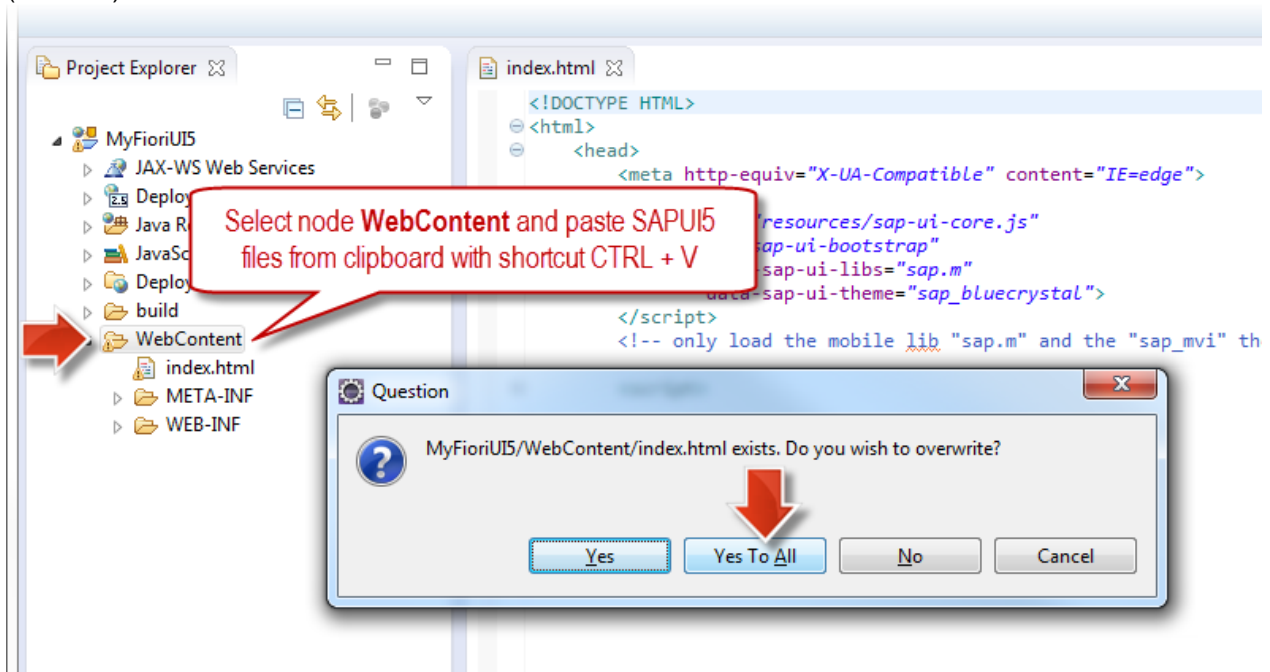 Project Explorer
index.html
<!DOCTYPE HTML>
<html>
<head>
<meta http-equiv="X-UA-Compatible" content="IE=edge">
MyFioriUI5
JAX-WS Web Services
2.5 Deploy
Java R
JavaSc
Deploy
build
WebContent
index.html
META-INF
WEB-INF
Select node WebContent and paste SAPUI5
files from clipboard with shortcut CTRL + V
resources/sap-ui-core.js"
sap-ui-bootstrap"
-sap-ui-libs="sap.m"
data-sap-ui-theme="sap_bluecrystal">
</script>
<!-- only load the mobile lib "sap.m" and the "sap_mvi" th
Question
MyFioriUI5/WebContent/index.html exists. Do you wish to overwrite?
Yes
Yes To All
No
Cancel